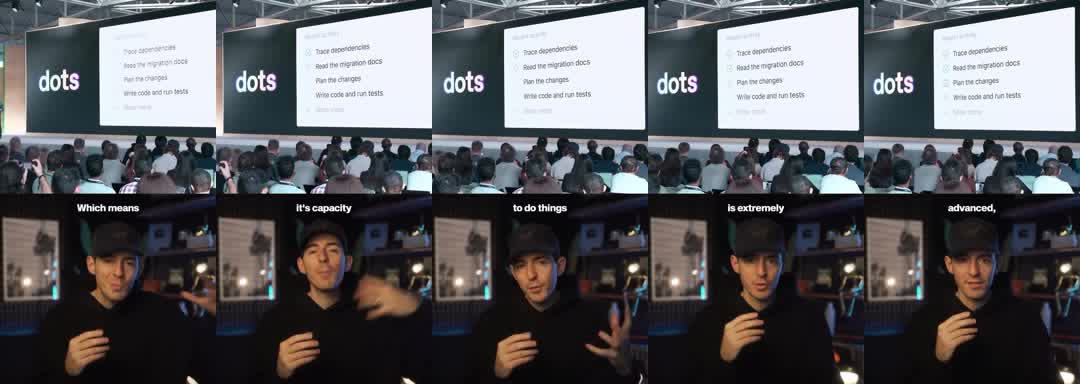 dots
Trace dependencies
Read the migration docs
Plan the changes
Write code and run tests
dots
Trace dependencies
Read the migration docs
Plan the changes
Write code and run tests
dots
Trace dependencies
Read the migration docs
Plan the changes
Write code and run tests
dots
Trace dependencies
Read the migration docs
Plan the changes
Write code and run tests
dots
Trace dependencies
Read the migration docs
Plan the changes
Write code and run tests
Which means
it's capacity
to do things
is extremely
advanced,